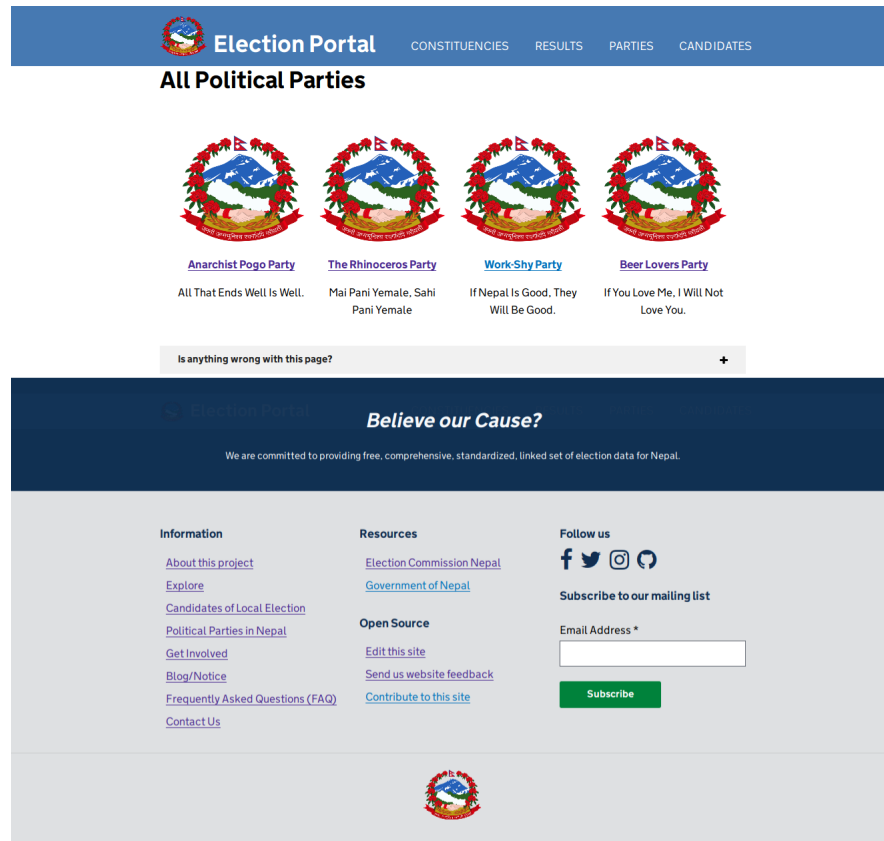 Election Portal
CONSTITUENCIES
RESULTS
PARTIES
CANDIDATES
All Political Parties
Anarchist Pogo Party
All That Ends Well Is Well.
The Rhinoceros Party
Mai Pani Yemale, Sahi
Pani Yemale
Work-Shy Party
If Nepal Is Good, They
Will Be Good.
Beer Lovers Party
If You Love Me, I Will Not
Love You.
Is anything wrong with this page?
+
Election Portal
Believe our Cause?
We are committed to providing free, comprehensive, standardized, linked set of election data for Nepal.
Information
About this project
Explore
Candidates of Local Election
Political Parties in Nepal
Get Involved
Blog/Notice
Frequently Asked Questions (FAQ)
Contact Us
Resources
Election Commission Nepal
Government of Nepal
Open Source
Edit this site
Send us website feedback
Contribute to this site
Follow us
Subscribe to our mailing list
Email Address *
Subscribe